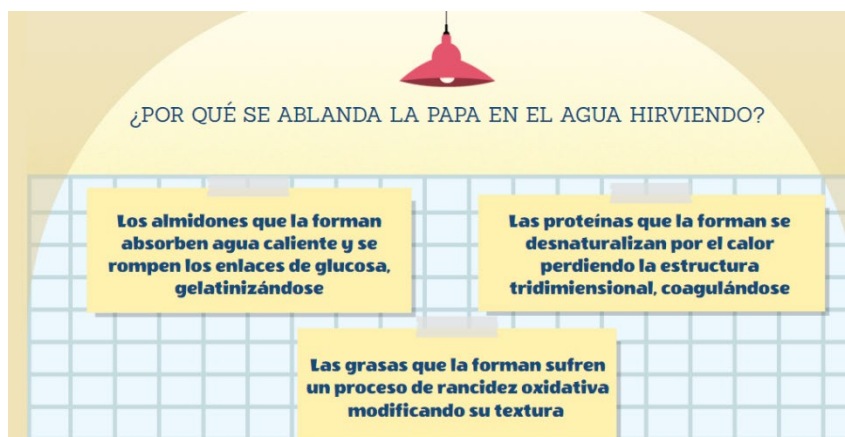 ¿POR QUÉ SE ABLANDA LA PAPA EN EL AGUA HIRVIENDO?
Los almidones que la forman
absorben agua caliente y se
rompen los enlaces de glucosa,
gelatinizándose
Las proteínas que la forman se
desnaturalizan por el calor
perdiendo la estructura
tridimiensional, coagulándose
Las grasas que la forman sufren
un proceso de rancidez oxidativa
modificando su textura